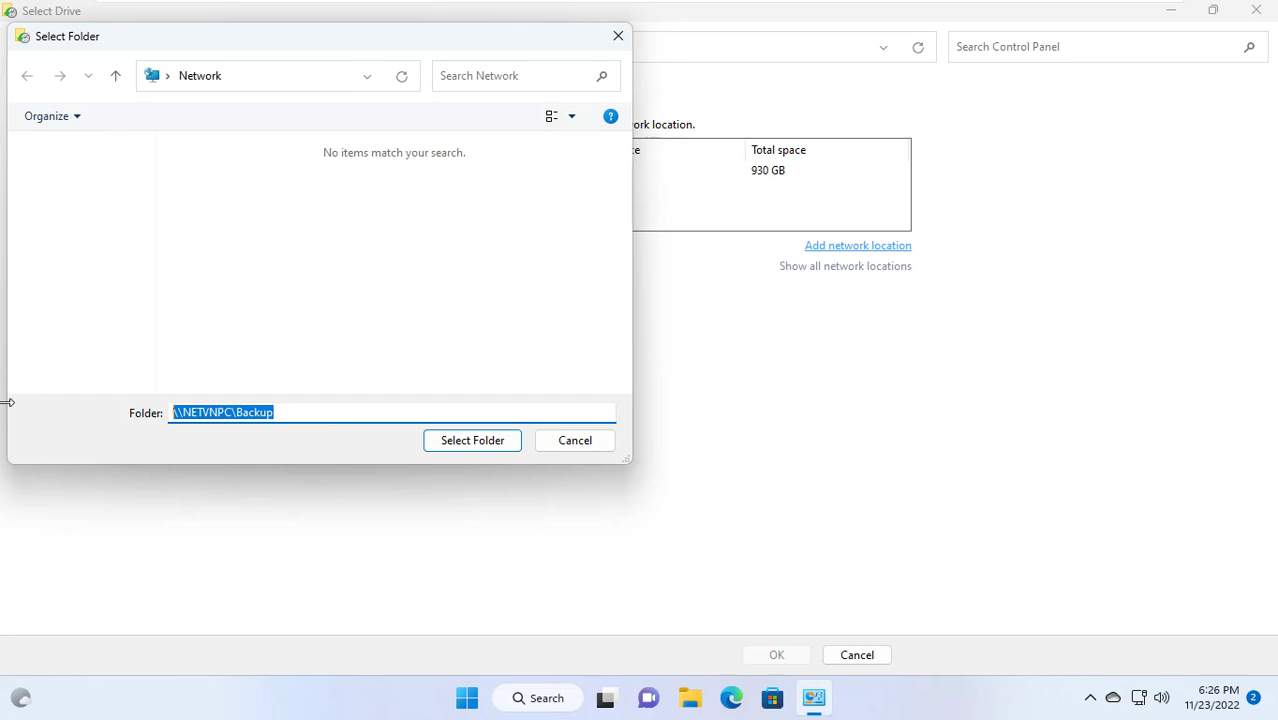 Select Drive
Select Folder
Network
Search Network
Search Control Panel
Organize
ork location.
No items match your search.
ce
Total space
930 GB
Add network location
Show all network locations
Folder:
\\NETVNPC\Backup
Select Folder
Cancel
OK
Cancel
Search
6:26 PM
11/23/2022
2